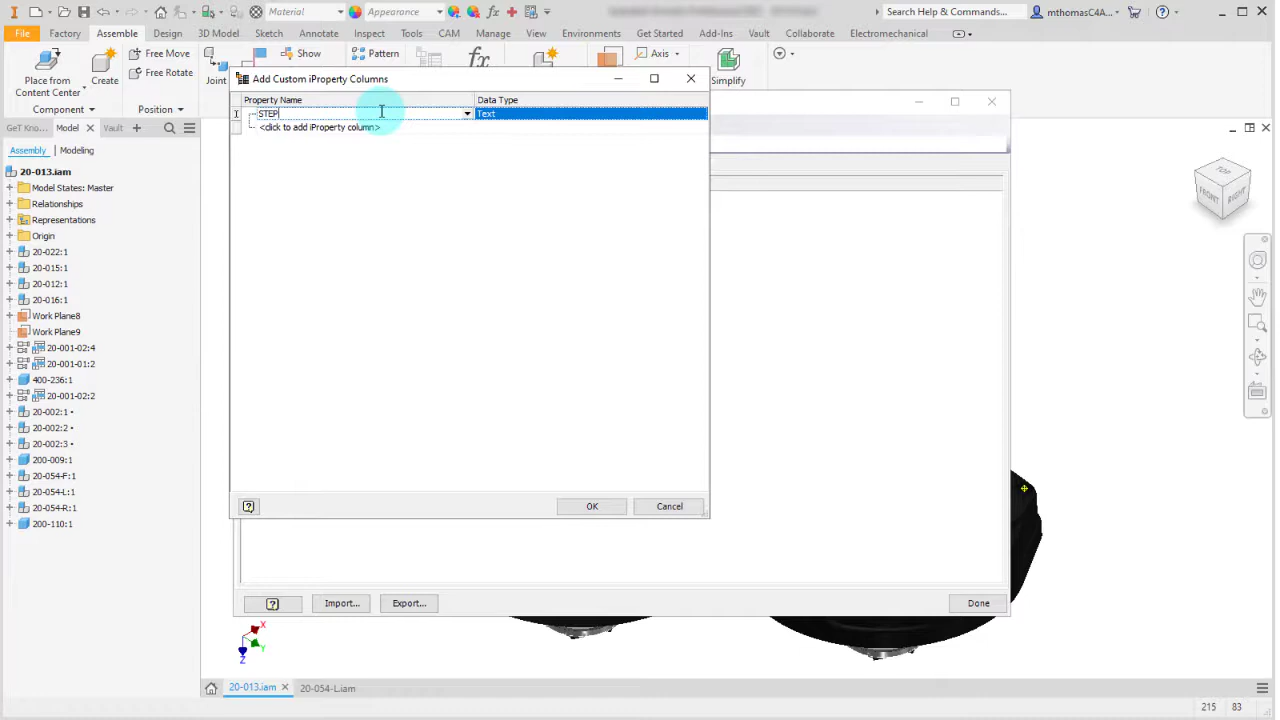 Material
Appearance
Search Help & Commands...
mthomasC4A...
File Factory Assemble Design 3D Model Sketch Annotate Inspect Tools CAM Manage View Environments Get Started Add-Ins Vault Collaborate Electromechanical
Place from
Content Center
Create
Free Move
Free Rotate
Joint
Show
Pattern
Axis
Simplify
Component
Position
Add Custom iProperty Columns
Property Name
Data Type
STEP
Text
<click to add iProperty column>
OK
Cancel
Import...
Export...
Done
GeT Kno...
Model
Vault
Assembly
Modeling
20-013.iam
Model States: Master
Relationships
Representations
Origin
20-022:1
20-015:1
20-012:1
20-016:1
Work Plane8
Work Plane9
20-001-02:4
20-001-01:2
400-236:1
20-001-02:2
20-002:1
20-002:2
20-002:3
200-009:1
20-054-F:1
20-054-L:1
20-054-R:1
200-110:1
TOP
FRONT
RIGHT
X
Y
Z
20-013.iam
20-054-L.iam
215
83